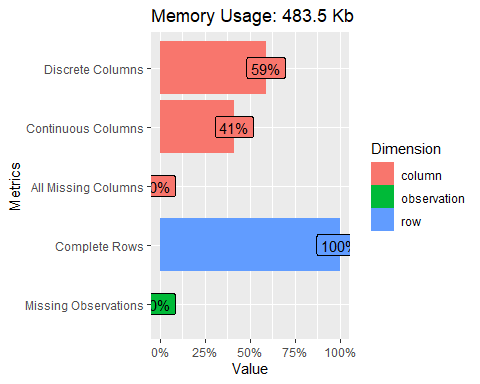 Memory Usage: 483.5 Kb
Metrics
Discrete Columns
59%
Continuous Columns
41%
All Missing Columns
0%
Complete Rows
100%
Missing Observations
0%
0%
25%
50%
75%
100%
Value
Dimension
column
observation
row